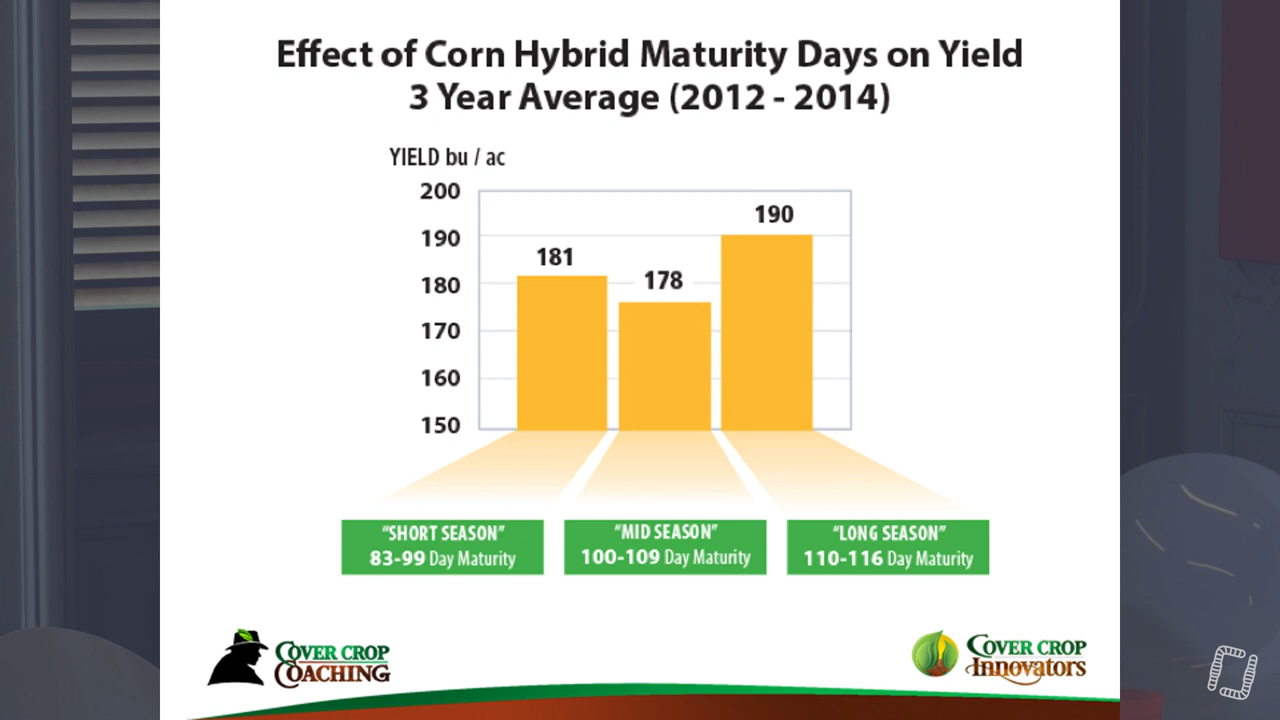 Effect of Corn Hybrid Maturity Days on Yield
3 Year Average (2012 - 2014)
YIELD bu / ac
200
190
180
170
160
150
181
178
190
"SHORT SEASON"
83-99 Day Maturity
"MID SEASON"
100-109 Day Maturity
"LONG SEASON"
110-116 Day Maturity
COVER CROP
COACHING
COVER CROP
Innovators